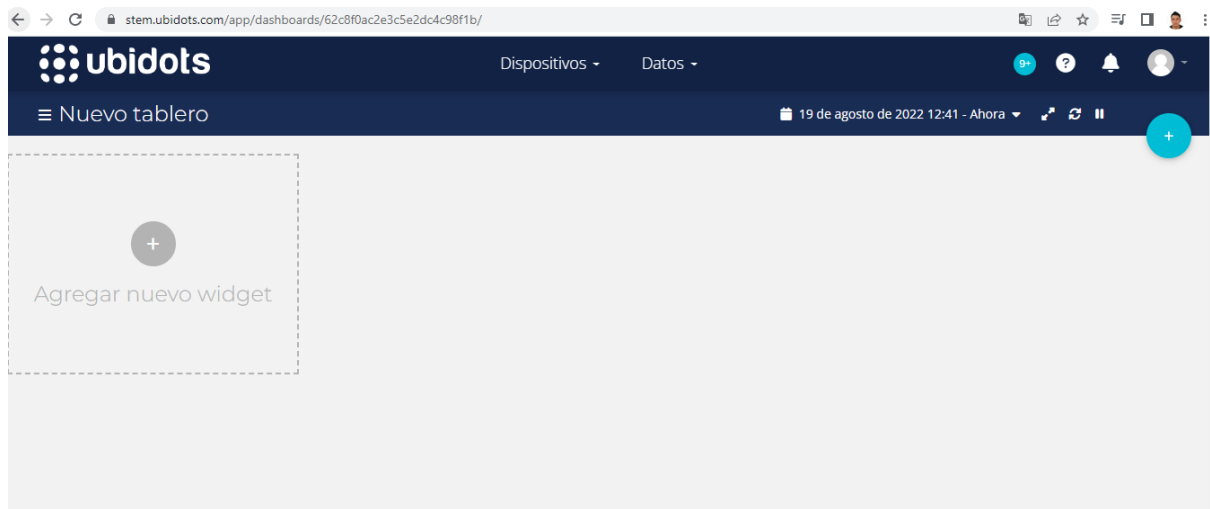 stem.ubidots.com/app/dashboards/62c8f0ac2e3c5e2dc4c98f1b/
ubidots Dispositivos Datos 9+ ?
Nuevo tablero 19 de agosto de 2022 12:41 - Ahora
+
+
Agregar nuevo widget